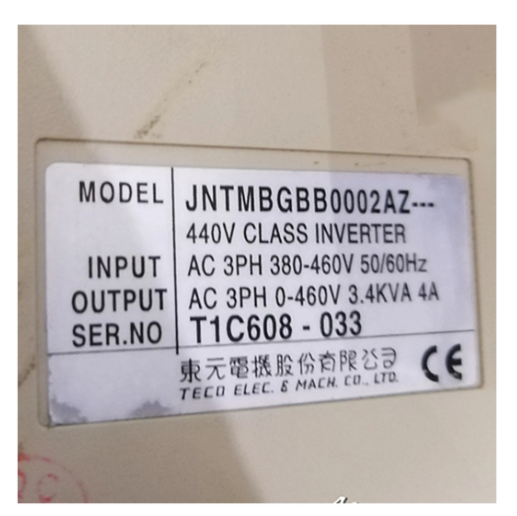 MODEL JNTMBGBB0002AZ---
440V CLASS INVERTER
INPUT AC 3PH 380-460V 50/60Hz
OUTPUT AC 3PH 0-460V 3.4KVA 4A
SER.NO T1C608 - 033
東元電機股份有限公司
TECO ELEC. & MACH. CO., LTD.
CE